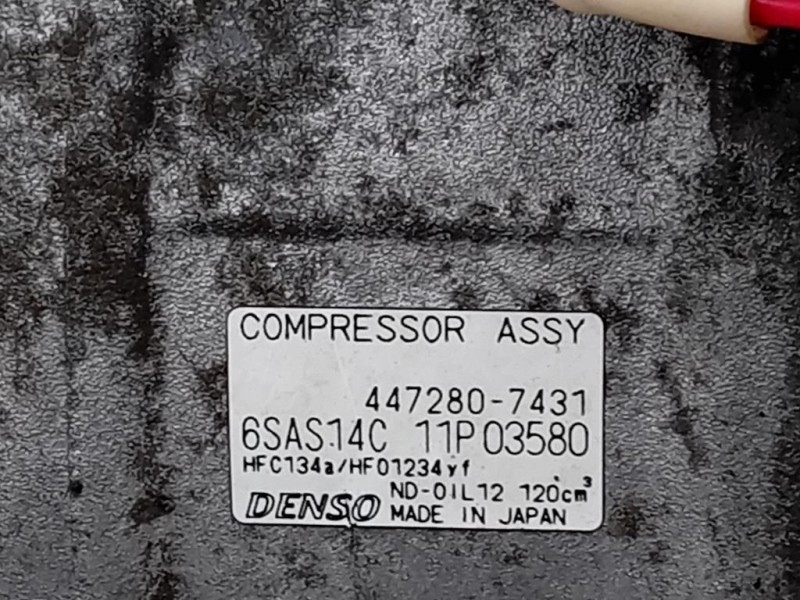 COMPRESSOR ASSY
447280-7431
6SAS14C 11P03580
HFC134a/HFO1234yf
ND-OIL12 120cm³
DENSO MADE IN JAPAN